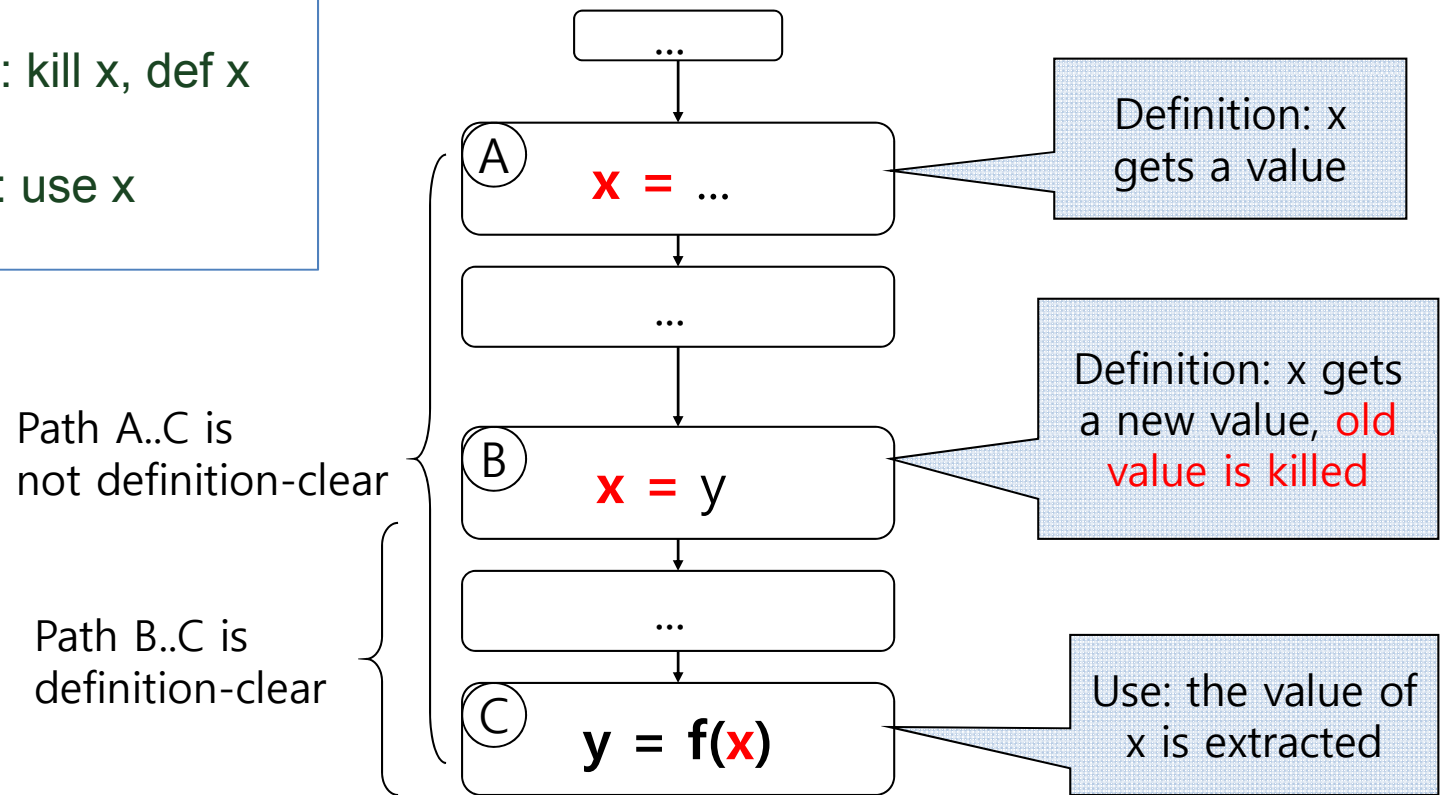 : kill x, def x
: use x
...
A
x = ...
Definition: x
gets a value
...
Path A..C is
not definition-clear
B
x = y
Definition: x gets
a new value, old
value is killed
...
Path B..C is
definition-clear
C
y = f(x)
Use: the value of
x is extracted